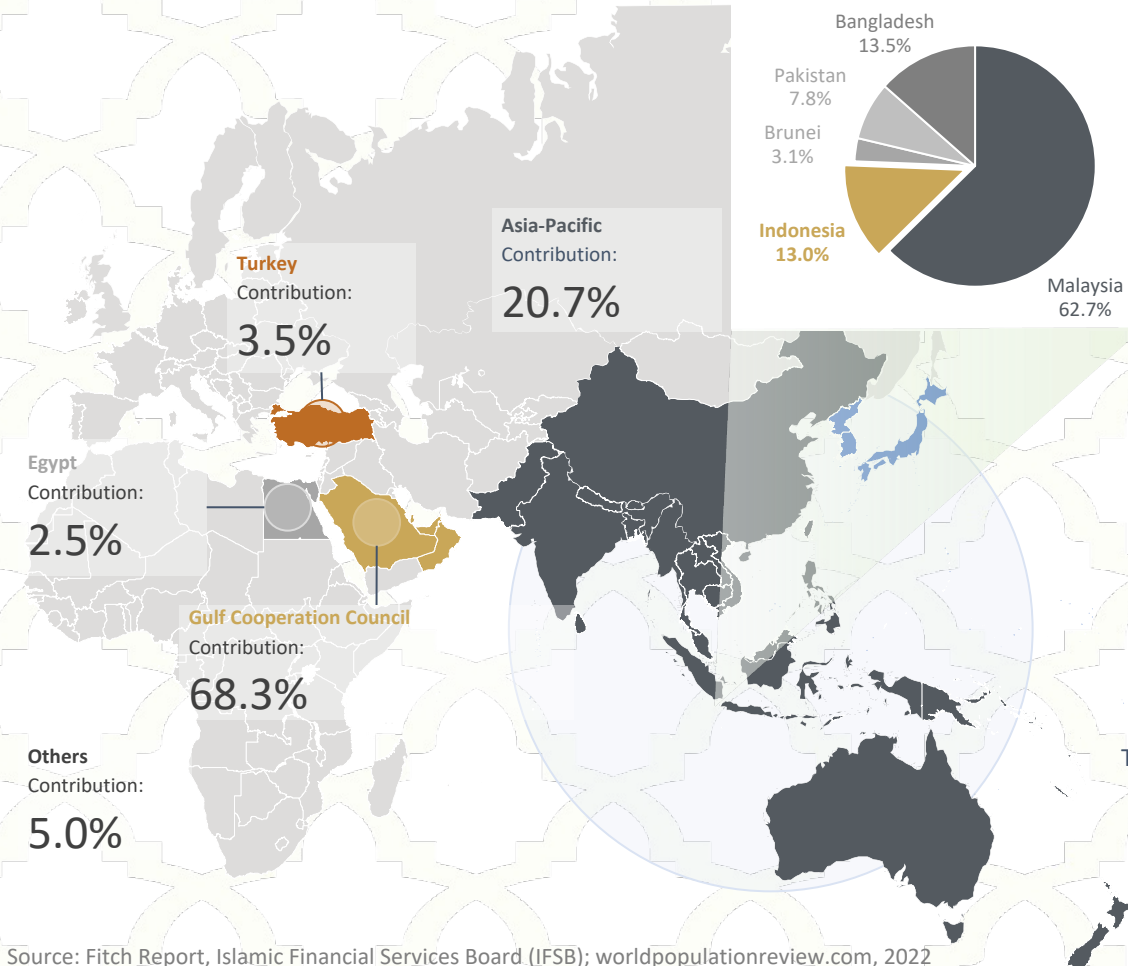 Bangladesh
13.5%
Pakistan
7.8%
Brunei
3.1%
Indonesia
13.0%
Malaysia
62.7%
Asia-Pacific
Contribution:
20.7%
Turkey
Contribution:
3.5%
Egypt
Contribution:
2.5%
Gulf Cooperation Council
Contribution:
68.3%
Others
Contribution:
5.0%
T
Source: Fitch Report, Islamic Financial Services Board (IFSB); worldpopulationreview.com, 2022